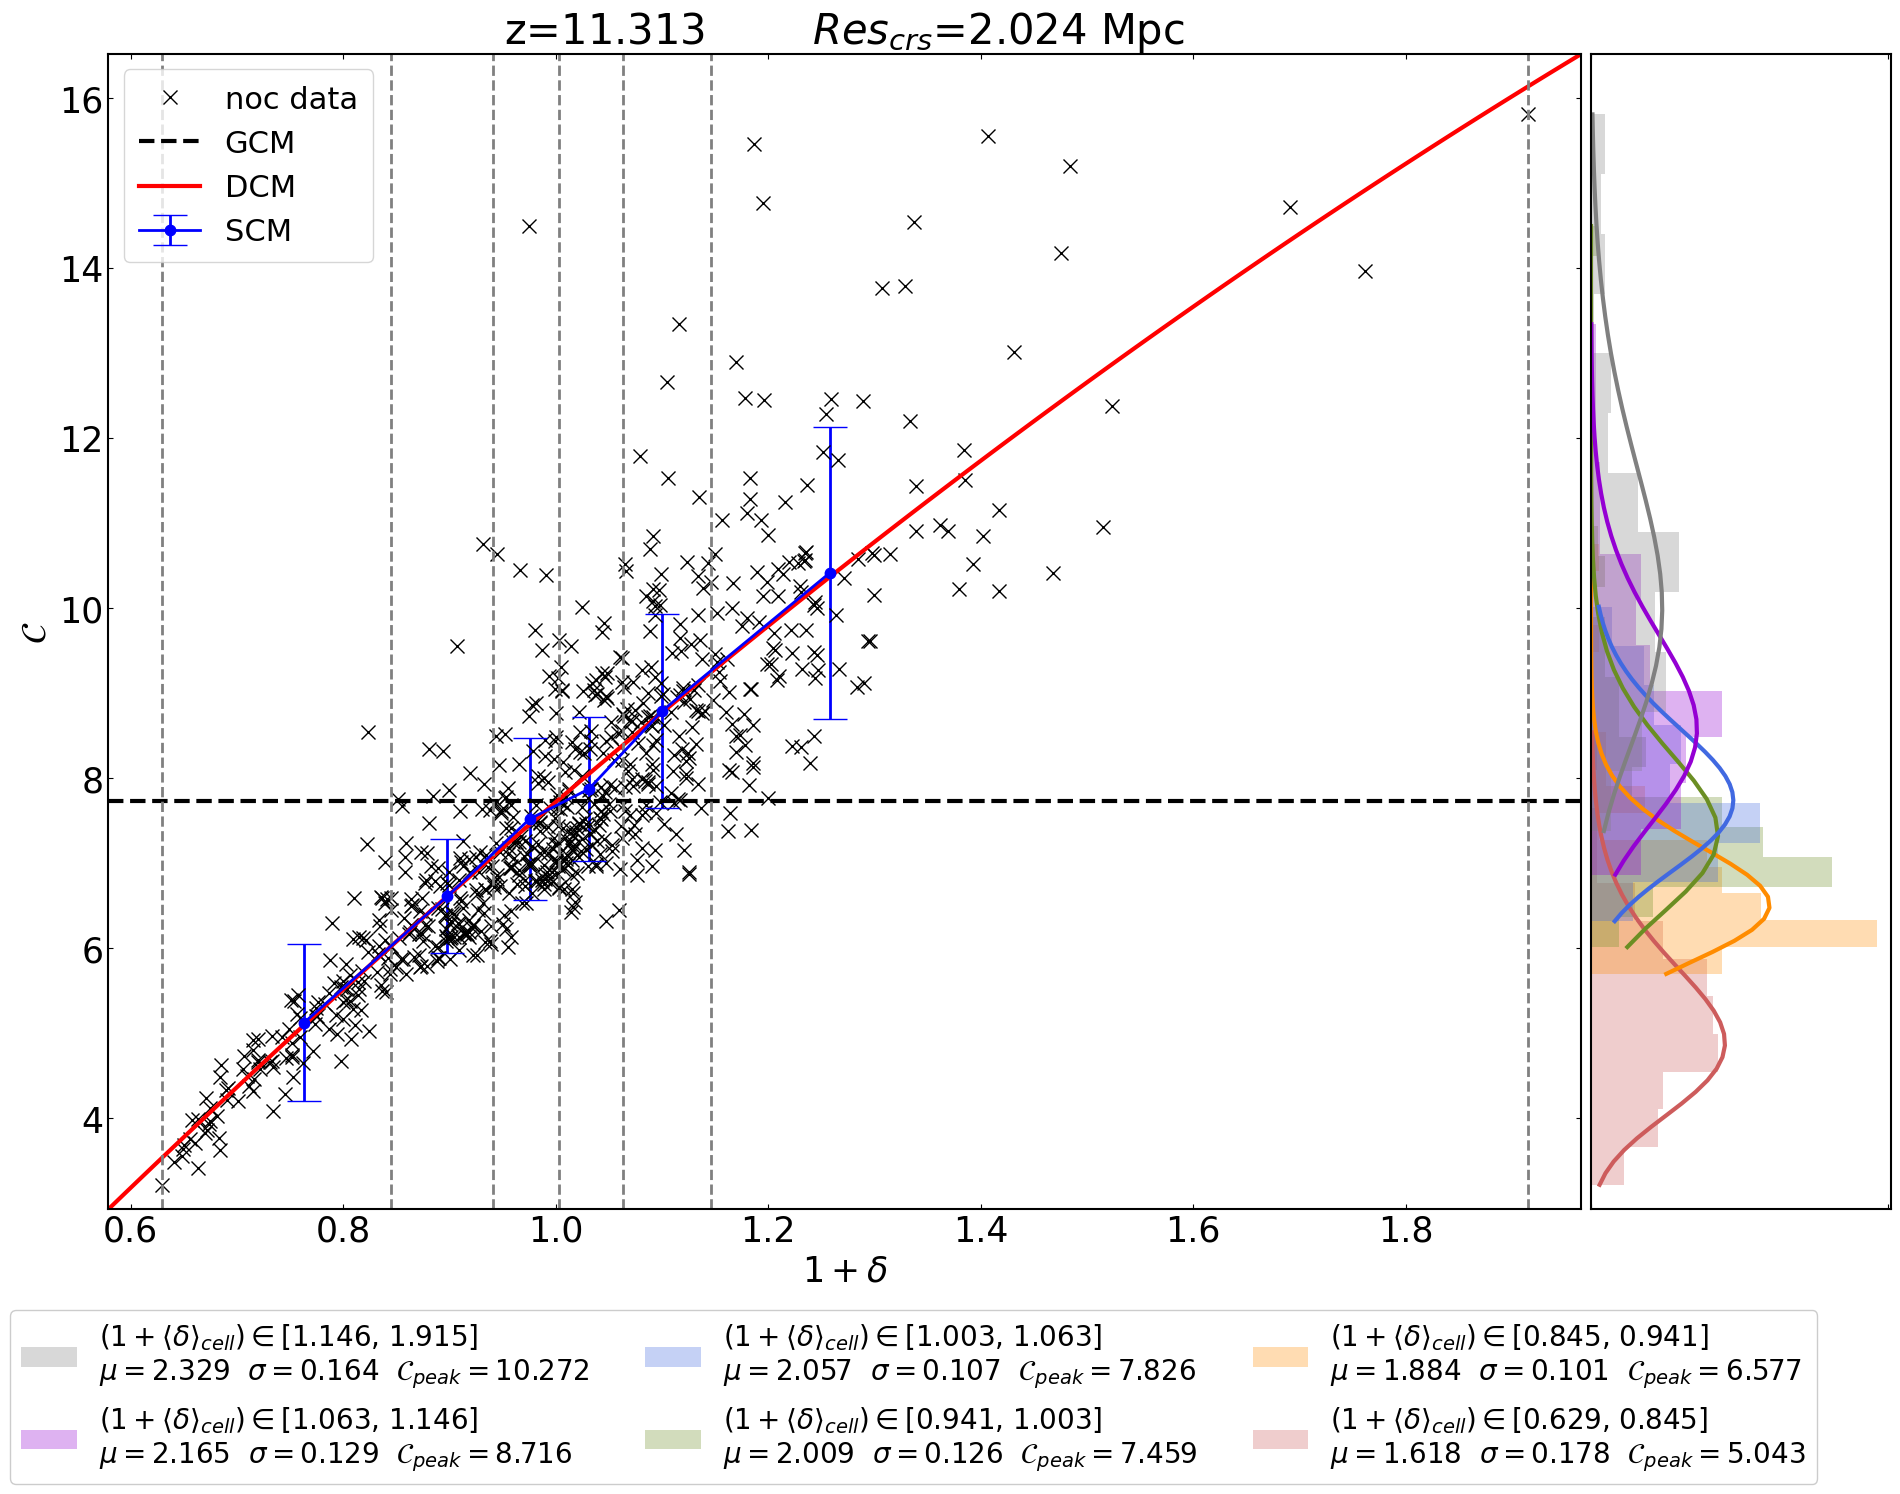 z=11.313 Res_crs=2.024 Mpc
noc data
GCM
DCM
SCM
16
14
12
10
8
6
4
𝒞
0.6 0.8 1.0 1.2 1.4 1.6 1.8
1 + δ
(1 + ⟨δ⟩_cell) ∈ [1.146, 1.915]
μ = 2.329 σ = 0.164 𝒞_peak = 10.272
(1 + ⟨δ⟩_cell) ∈ [1.063, 1.146]
μ = 2.165 σ = 0.129 𝒞_peak = 8.716
(1 + ⟨δ⟩_cell) ∈ [1.003, 1.063]
μ = 2.057 σ = 0.107 𝒞_peak = 7.826
(1 + ⟨δ⟩_cell) ∈ [0.941, 1.003]
μ = 2.009 σ = 0.126 𝒞_peak = 7.459
(1 + ⟨δ⟩_cell) ∈ [0.845, 0.941]
μ = 1.884 σ = 0.101 𝒞_peak = 6.577
(1 + ⟨δ⟩_cell) ∈ [0.629, 0.845]
μ = 1.618 σ = 0.178 𝒞_peak = 5.043